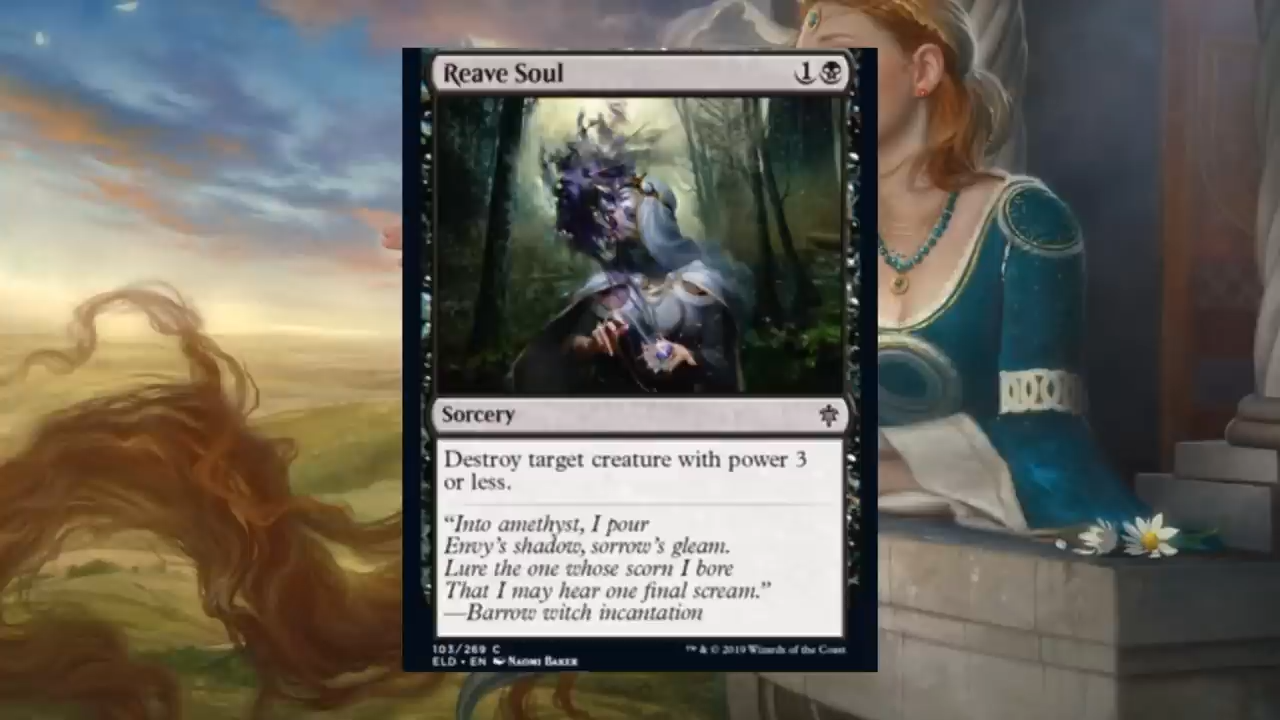 Reave Soul 1
Sorcery
Destroy target creature with power 3
or less.
“Into amethyst, I pour
Envy’s shadow, sorrow’s gleam.
Lure the one whose scorn I bore
That I may hear one final scream.”
—Barrow witch incantation
103/269 C
ELD • EN Naomi Baker
™ & © 2019 Wizards of the Coast